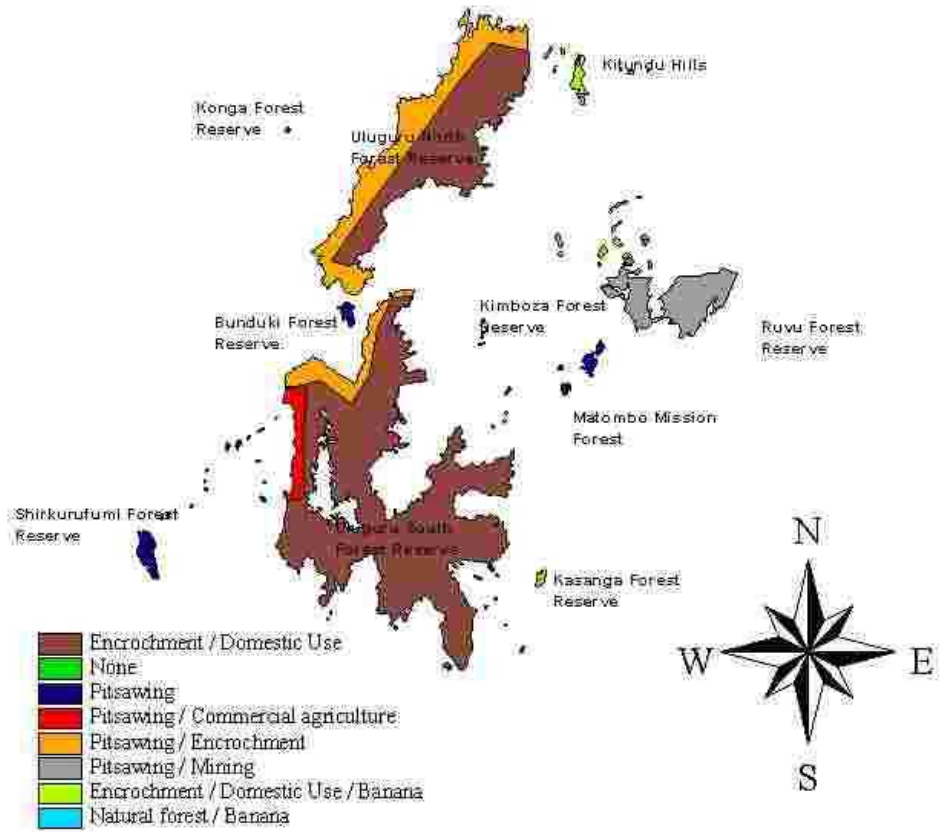 Kitundu Hills
Konga Forest
Reserve
Uluguru North
Forest Reserve
Kimboza Forest
Reserve
Bunduki Forest
Reserve
Ruvu Forest
Reserve
Matombo Mission
Forest
Shirkurufumi Forest
Reserve
Uluguru South
Forest Reserve
Kasanga Forest
Reserve
N
W
E
S
Encrochment / Domestic Use
None
Pitsawing
Pitsawing / Commercial agriculture
Pitsawing / Encrochment
Pitsawing / Mining
Encrochment / Domestic Use / Banana
Natural forest / Banana